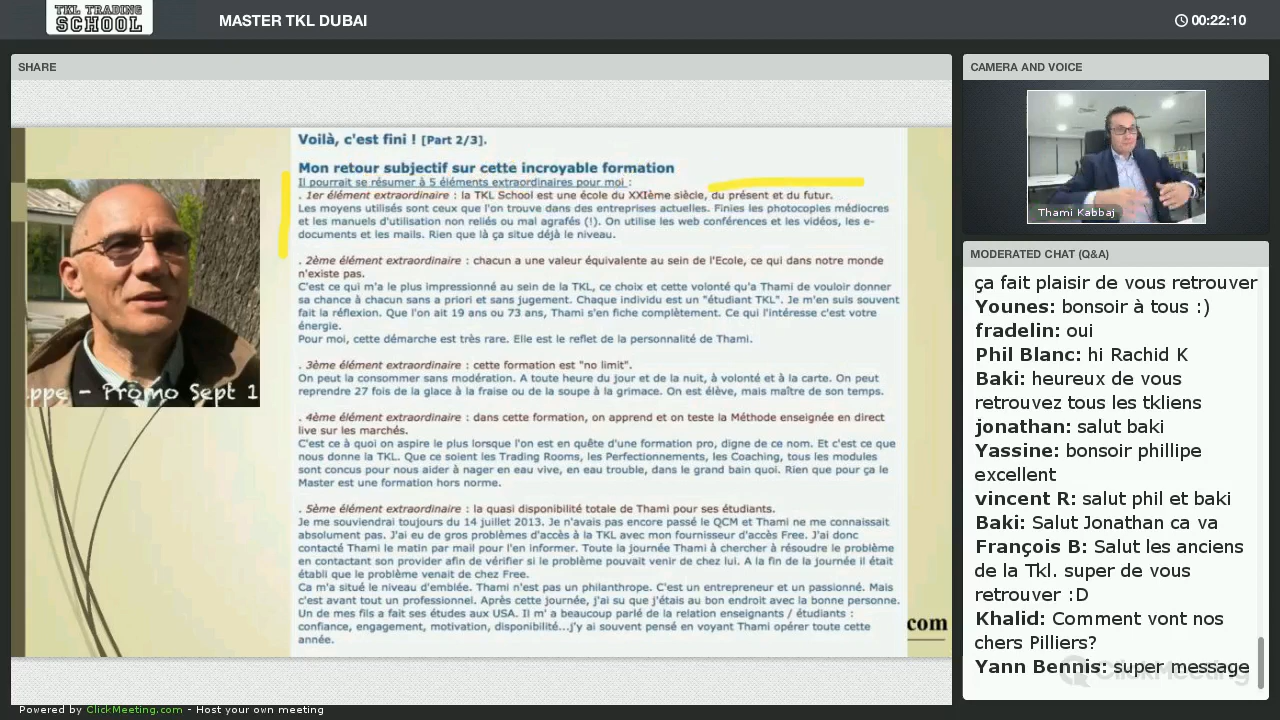 TKL TRADING
SCHOOL
MASTER TKL DUBAI
00:22:10
SHARE
Voilà, c'est fini ! [Part 2/3].
Mon retour subjectif sur cette incroyable formation
Il pourrait se résumer à 5 éléments extraordinaires pour moi :
. 1er élément extraordinaire : la TKL School est une école du XXIème siècle, du présent et du futur.
Les moyens utilisés sont ceux que l'on trouve dans des entreprises actuelles. Finies les photocopies médiocres
et les manuels d'utilisation non reliés ou mal agrafés (!). On utilise les web conférences et les vidéos, les e-
documents et les mails. Rien que là ça situe déjà le niveau.
. 2ème élément extraordinaire : chacun a une valeur équivalente au sein de l'Ecole, ce qui dans notre monde
n'existe pas.
C'est ce qui m'a le plus impressionné au sein de la TKL, ce choix et cette volonté qu'a Thami de vouloir donner
sa chance à chacun sans a priori et sans jugement. Chaque individu est un "étudiant TKL". Je m'en suis souvent
fait la réflexion. Que l'on ait 19 ans ou 73 ans, Thami s'en fiche complètement. Ce qui l'intéresse c'est votre
énergie.
Pour moi, cette démarche est très rare. Elle est le reflet de la personnalité de Thami.
. 3ème élément extraordinaire : cette formation est "no limit".
On peut la consommer sans modération. A toute heure du jour et de la nuit, à volonté et à la carte. On peut
reprendre 27 fois de la glace à la fraise ou de la soupe à la grimace. On est élève, mais maître de son temps.
. 4ème élément extraordinaire : dans cette formation, on apprend et on teste la Méthode enseignée en direct
live sur les marchés.
C'est ce à quoi on aspire le plus lorsque l'on est en quête d'une formation pro, digne de ce nom. Et c'est ce que
nous donne la TKL. Que ce soient les Trading Rooms, les Perfectionnements, les Coaching, tous les modules
sont concus pour nous aider à nager en eau vive, en eau trouble, dans le grand bain quoi. Rien que pour ça le
Master est une formation hors norme.
. 5ème élément extraordinaire : la quasi disponibilité totale de Thami pour ses étudiants.
Je me souviendrai toujours du 14 juillet 2013. Je n'avais pas encore passé le QCM et Thami ne me connaissait
absolument pas. J'ai eu de gros problèmes d'accès à la TKL avec mon fournisseur d'accès Free. J'ai donc
contacté Thami le matin par mail pour l'en informer. Toute la journée Thami à chercher à résoudre le problème
en contactant son provider afin de vérifier si le problème pouvait venir de chez lui. A la fin de la journée il était
établi que le problème venait de chez Free.
Ca m'a situé le niveau d'emblée. Thami n'est pas un philanthrope. C'est un entrepreneur et un passionné. Mais
c'est avant tout un professionnel. Après cette journée, j'ai su que j'étais au bon endroit avec la bonne personne.
Un de mes fils a fait ses études aux USA. Il m' a beaucoup parlé de la relation enseignants / étudiants :
confiance, engagement, motivation, disponibilité...j'y ai souvent pensé en voyant Thami opérer toute cette
année.
ppe - Promo Sept 1
com
CAMERA AND VOICE
Thami Kabbaj
MODERATED CHAT (Q&A)
ça fait plaisir de vous retrouver
Younes: bonsoir à tous :)
fradelin: oui
Phil Blanc: hi Rachid K
Baki: heureux de vous
retrouvez tous les tkliens
jonathan: salut baki
Yassine: bonsoir phillipe
excellent
vincent R: salut phil et baki
Baki: Salut Jonathan ca va
François B: Salut les anciens
de la Tkl. super de vous
retrouver :D
Khalid: Comment vont nos
chers Pilliers?
Yann Bennis: super message
ClickMeeting
Powered by ClickMeeting.com - Host your own meeting